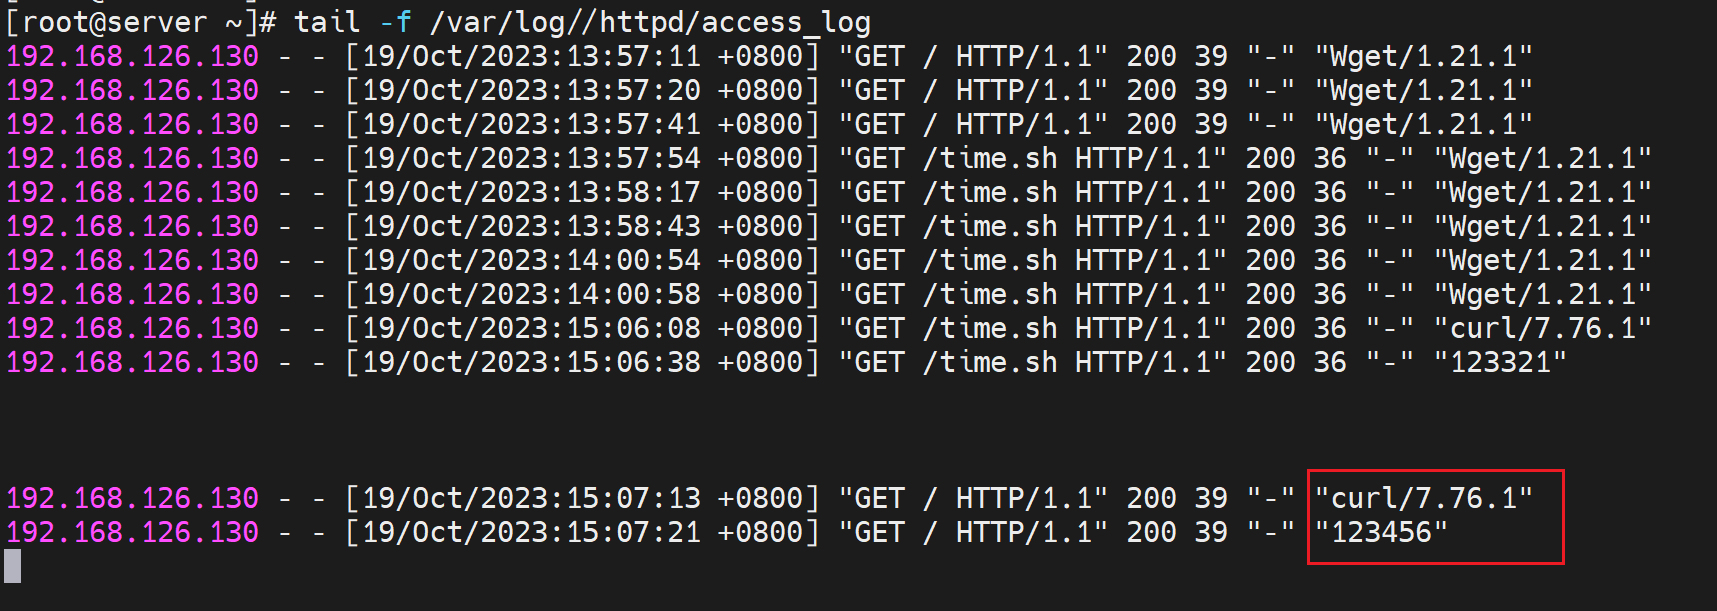 [root@server ~]# tail -f /var/log//httpd/access_log
192.168.126.130 - - [19/Oct/2023:13:57:11 +0800] "GET / HTTP/1.1" 200 39 "-" "Wget/1.21.1"
192.168.126.130 - - [19/Oct/2023:13:57:20 +0800] "GET / HTTP/1.1" 200 39 "-" "Wget/1.21.1"
192.168.126.130 - - [19/Oct/2023:13:57:41 +0800] "GET / HTTP/1.1" 200 39 "-" "Wget/1.21.1"
192.168.126.130 - - [19/Oct/2023:13:57:54 +0800] "GET /time.sh HTTP/1.1" 200 36 "-" "Wget/1.21.1"
192.168.126.130 - - [19/Oct/2023:13:58:17 +0800] "GET /time.sh HTTP/1.1" 200 36 "-" "Wget/1.21.1"
192.168.126.130 - - [19/Oct/2023:13:58:43 +0800] "GET /time.sh HTTP/1.1" 200 36 "-" "Wget/1.21.1"
192.168.126.130 - - [19/Oct/2023:14:00:54 +0800] "GET /time.sh HTTP/1.1" 200 36 "-" "Wget/1.21.1"
192.168.126.130 - - [19/Oct/2023:14:00:58 +0800] "GET /time.sh HTTP/1.1" 200 36 "-" "Wget/1.21.1"
192.168.126.130 - - [19/Oct/2023:15:06:08 +0800] "GET /time.sh HTTP/1.1" 200 36 "-" "curl/7.76.1"
192.168.126.130 - - [19/Oct/2023:15:06:38 +0800] "GET /time.sh HTTP/1.1" 200 36 "-" "123321"
192.168.126.130 - - [19/Oct/2023:15:07:13 +0800] "GET / HTTP/1.1" 200 39 "-" "curl/7.76.1"
192.168.126.130 - - [19/Oct/2023:15:07:21 +0800] "GET / HTTP/1.1" 200 39 "-" "123456"